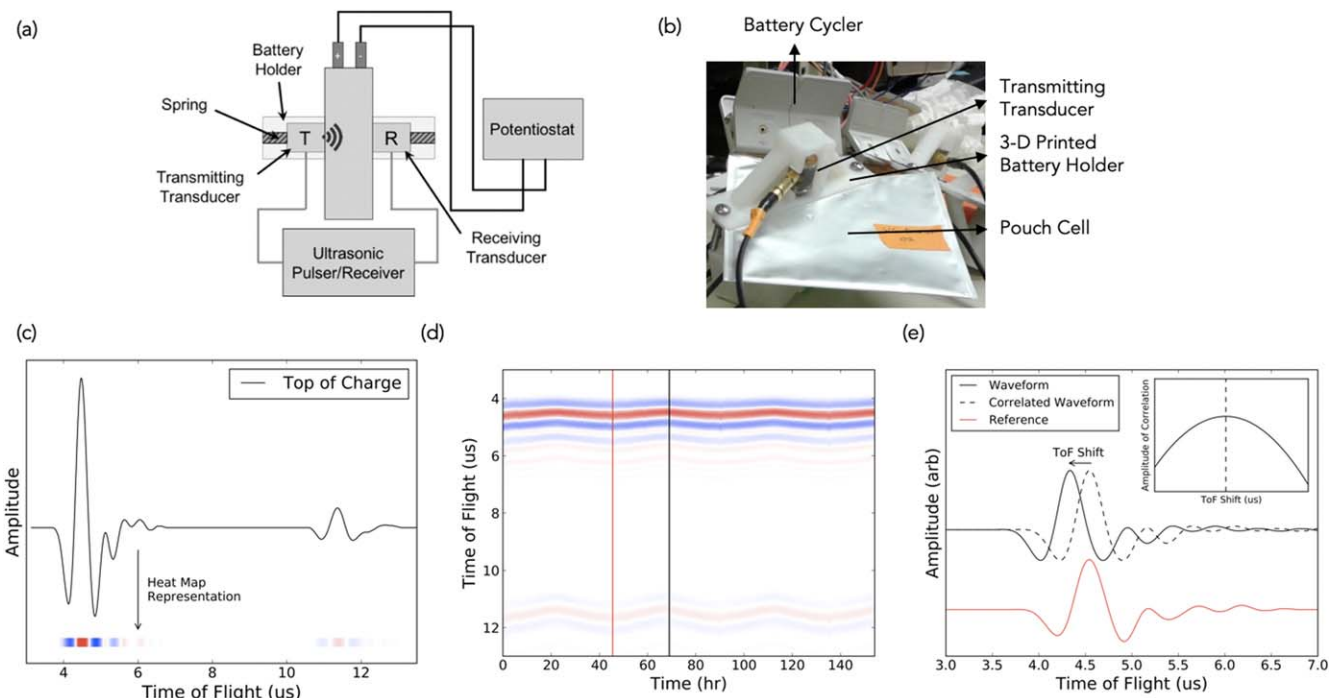 (a)
Battery
Holder
Spring
+
-
T
R
Potentiostat
Transmitting
Transducer
Ultrasonic
Pulser/Receiver
Receiving
Transducer
(b)
Battery Cycler
Transmitting
Transducer
3-D Printed
Battery Holder
Pouch Cell
(c)
Top of Charge
Amplitude
Heat Map
Representation
4
6
8
10
12
Time of Flight (us)
(d)
Time of Flight (us)
4
6
8
10
12
0
20
40
60
80
100
120
140
Time (hr)
(e)
Waveform
Correlated Waveform
Reference
ToF Shift
Amplitude of Correlation
ToF Shift (us)
Amplitude (arb)
3.0
3.5
4.0
4.5
5.0
5.5
6.0
6.5
7.0
Time of Flight (us)